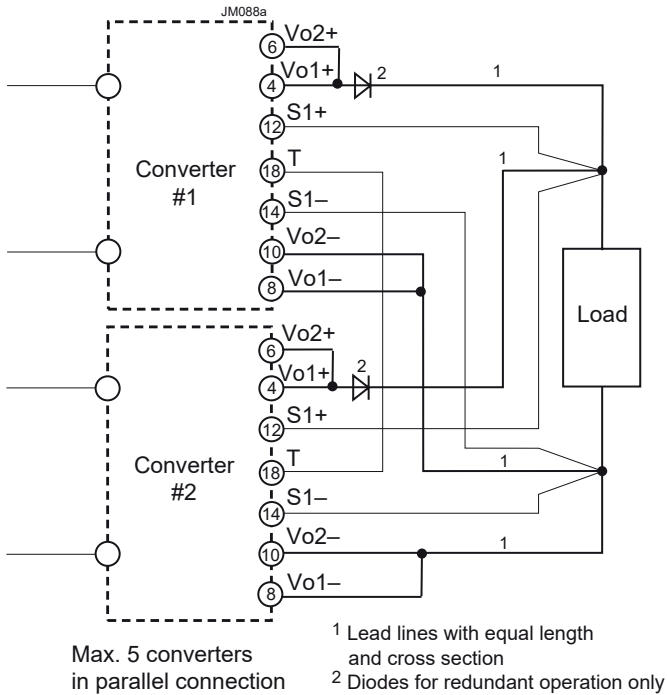 JM088a
6
Vo2+
4
Vo1+
2
1
12
S1+
1
18
T
Converter
#1
14
S1–
10
Vo2–
8
Vo1–
Load
6
Vo2+
4
Vo1+
2
12
S1+
18
T
1
Converter
#2
14
S1–
10
Vo2–
1
8
Vo1–
Max. 5 converters
in parallel connection
1 Lead lines with equal length
and cross section
2 Diodes for redundant operation only